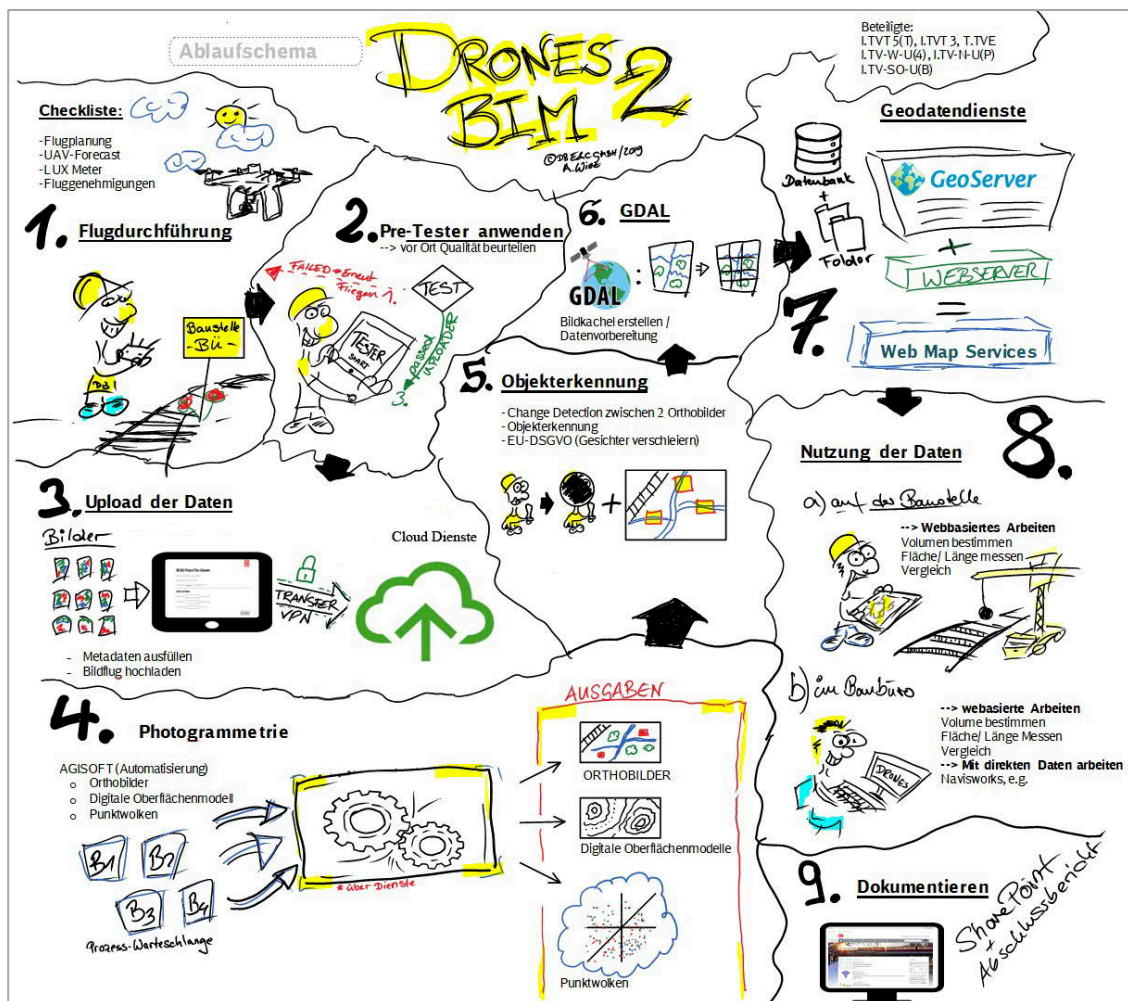 Ablaufschema
DRONES
2
BIM
©DB E&C GMBH/2019
Beteiligte:
I.TVT 5(T), I.TVT 3, T.TVE
I.TV-W-U(4), I.TV-N-U(P)
I.TV-SO-U(B)
Checkliste:
-Flugplanung
-UAV-Forecast
-LUX Meter
-Fluggenehmigungen
1. Flugdurchführung
Baustelle
-BÜ-
DB
2. Pre-Tester anwenden
--> vor Ort Qualität beurteilen
FAILED → Erneut
Fliegen 1.
TEST
TESTER
START
passed
UPLOADER
3.
3. Upload der Daten
Bilder
TRANSFER
VPN
Cloud Dienste
- Metadaten ausfüllen
- Bildflug hochladen
4. Photogrammetrie
AGISOFT (Automatisierung)
o Orthobilder
o Digitale Oberflächenmodell
o Punktwolken
B1
B2
B3
B4
Prozess-Warteschlange
* über Dienste
AUSGABEN
ORTHOBILDER
Digitale Oberflächenmodelle
Punktwolken
5. Objekterkennung
- Change Detection zwischen 2 Orthobilder
- Objekterkennung
- EU-DSGVO (Gesichter verschleiern)
+
6. GDAL
GDAL :
Bildkachel erstellen /
Datenvorbereitung
7.
Geodatendienste
Datenbank
+
Folder
GeoServer
+
WEBSERVER
=
Web Map Services
8.
Nutzung der Daten
a) auf der Baustelle
--> Webbasiertes Arbeiten
Volumen bestimmen
Fläche/ Länge messen
Vergleich
b) im Baubüro
--> webasierte Arbeiten
Volume bestimmen
Fläche/ Länge Messen
Vergleich
--> Mit direkten Daten arbeiten
Navisworks, e.g.
DRONES
9. Dokumentieren
SharePoint
+
Abschlussbericht